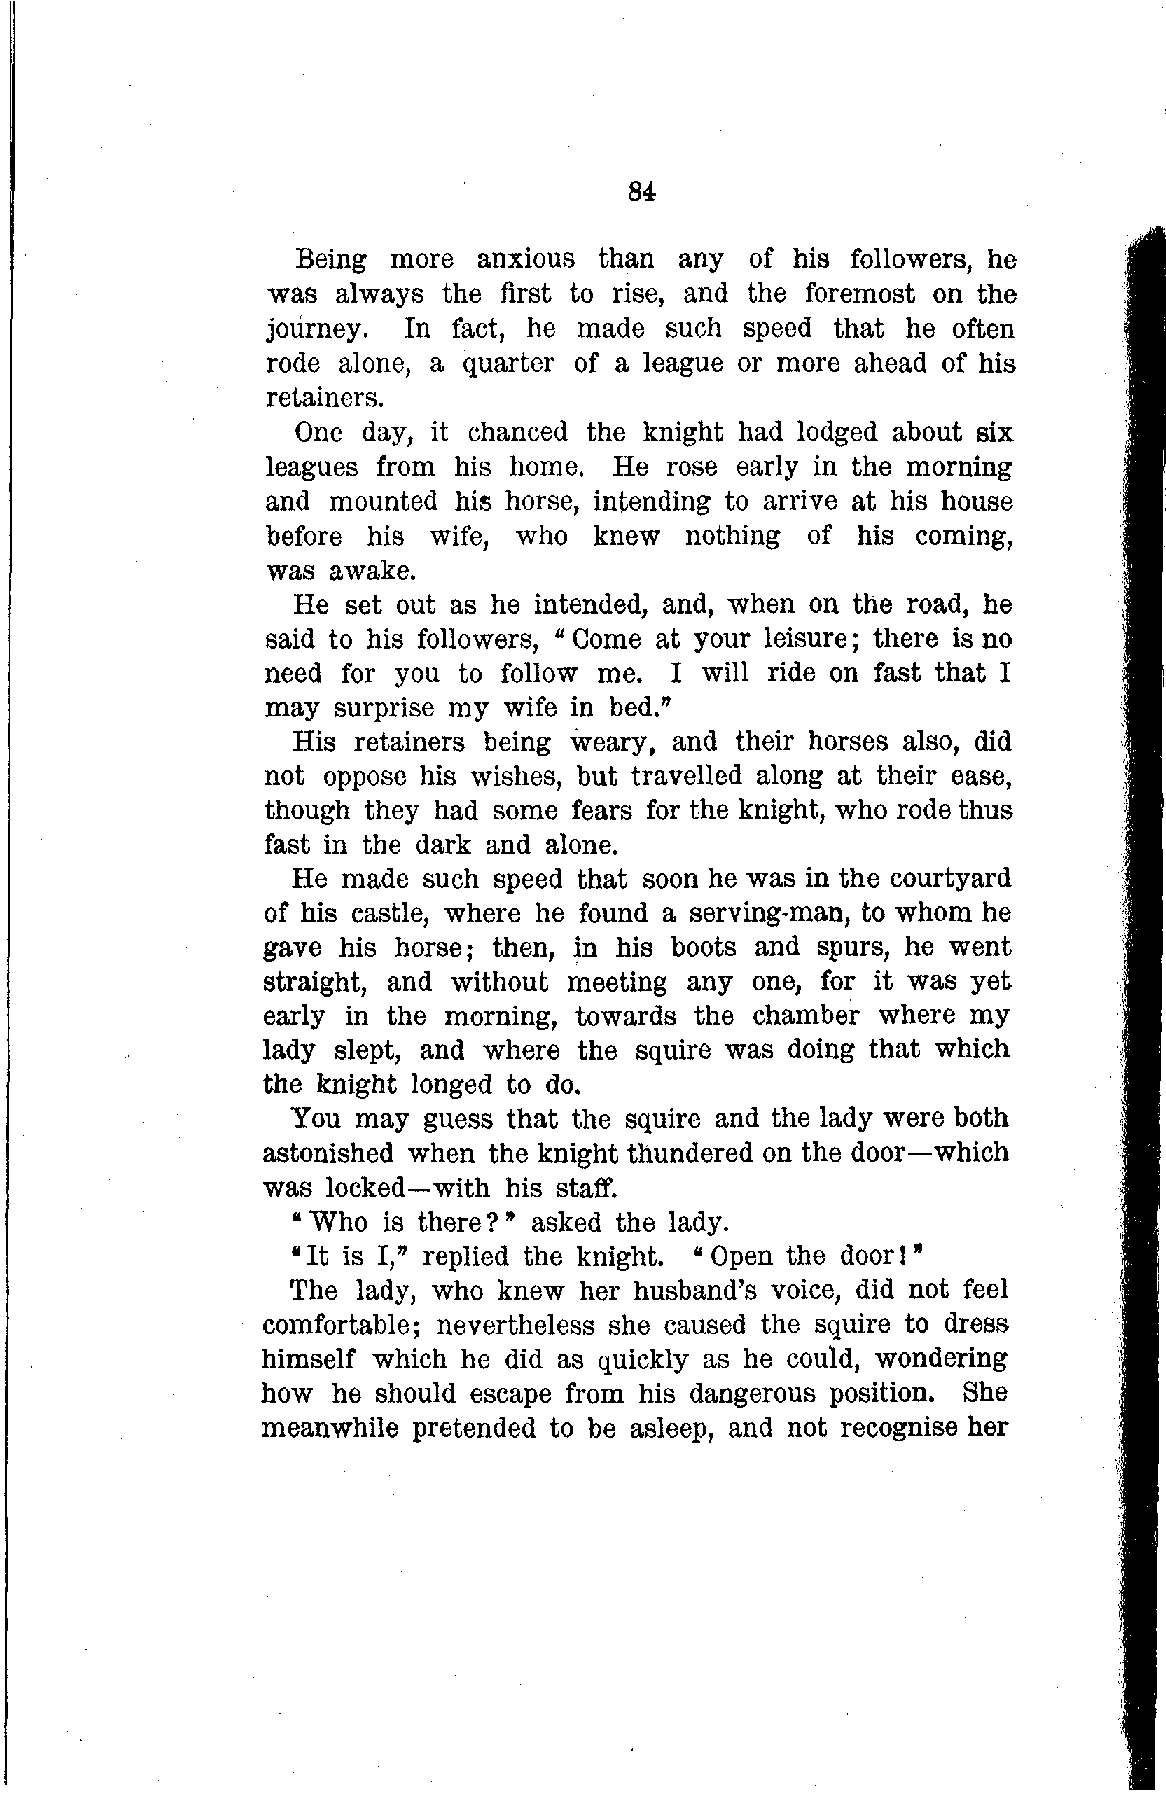 84
Being more anxious than any of his followers, he
was always the first to rise, and the foremost on the
journey. In fact, he made such speed that he often
rode alone, a quarter of a league or more ahead of his
retainers.
One day, it chanced the knight had lodged about six
leagues from his home. He rose early in the morning
and mounted his horse, intending to arrive at his house
before his wife, who knew nothing of his coming,
was awake.
He set out as he intended, and, when on the road, he
said to his followers, "Come at your leisure; there is no
need for you to follow me. I will ride on fast that I
may surprise my wife in bed."
His retainers being weary, and their horses also, did
not oppose his wishes, but travelled along at their ease,
though they had some fears for the knight, who rode thus
fast in the dark and alone.
He made such speed that soon he was in the courtyard
of his castle, where he found a serving-man, to whom he
gave his horse; then, in his boots and spurs, he went
straight, and without meeting any one, for it was yet
early in the morning, towards the chamber where my
lady slept, and where the squire was doing that which
the knight longed to do.
You may guess that the squire and the lady were both
astonished when the knight thundered on the door—which
was locked—with his staff.
"Who is there?" asked the lady.
"It is I," replied the knight. "Open the door!"
The lady, who knew her husband's voice, did not feel
comfortable; nevertheless she caused the squire to dress
himself which he did as quickly as he could, wondering
how he should escape from his dangerous position. She
meanwhile pretended to be asleep, and not recognise her